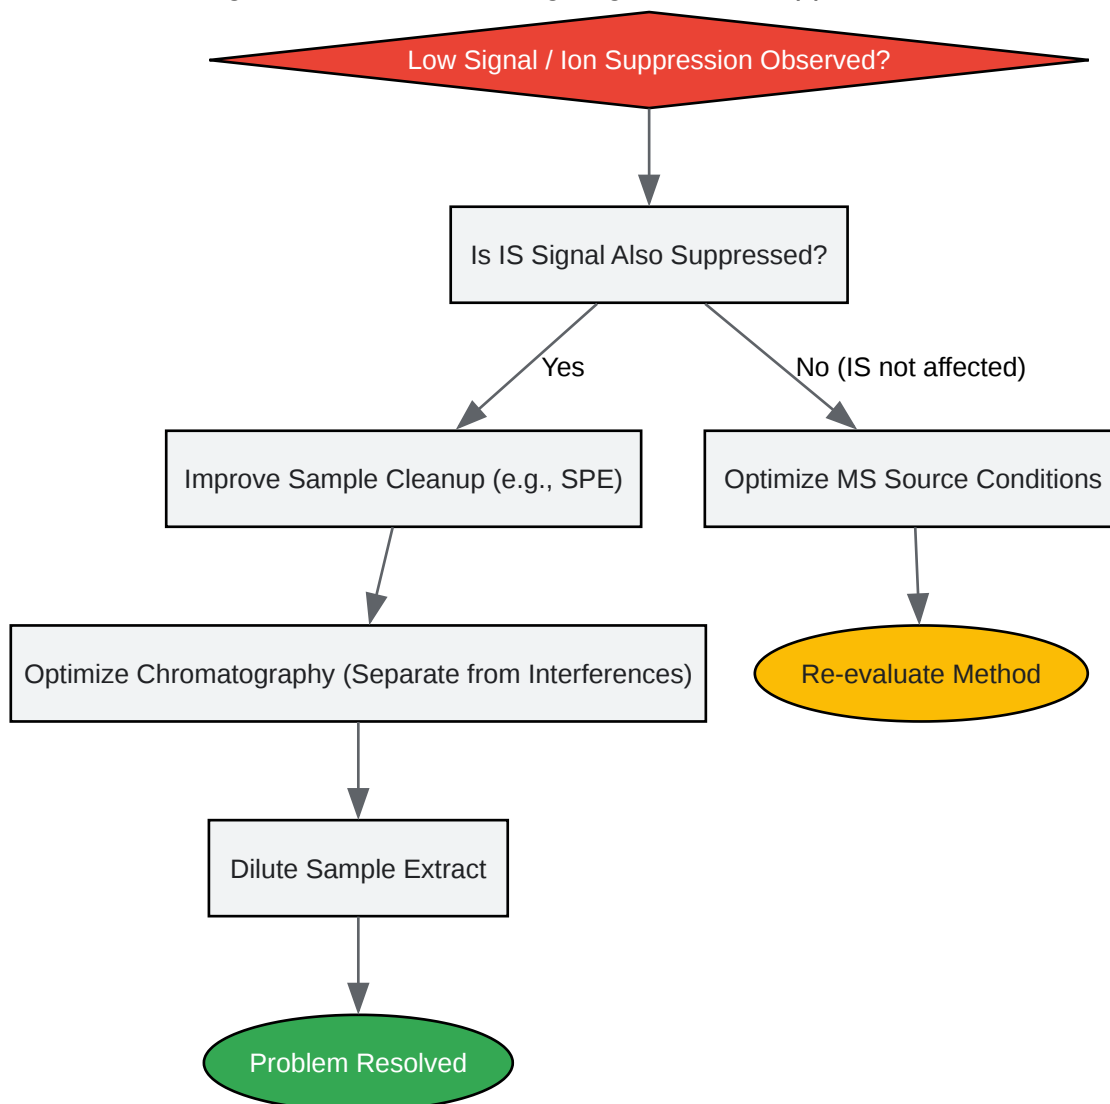 Low Signal / Ion Suppression Observed?
Is IS Signal Also Suppressed?
Yes
No (IS not affected)
Improve Sample Cleanup (e.g., SPE)
Optimize MS Source Conditions
Optimize Chromatography (Separate from Interferences)
Re-evaluate Method
Dilute Sample Extract
Problem Resolved